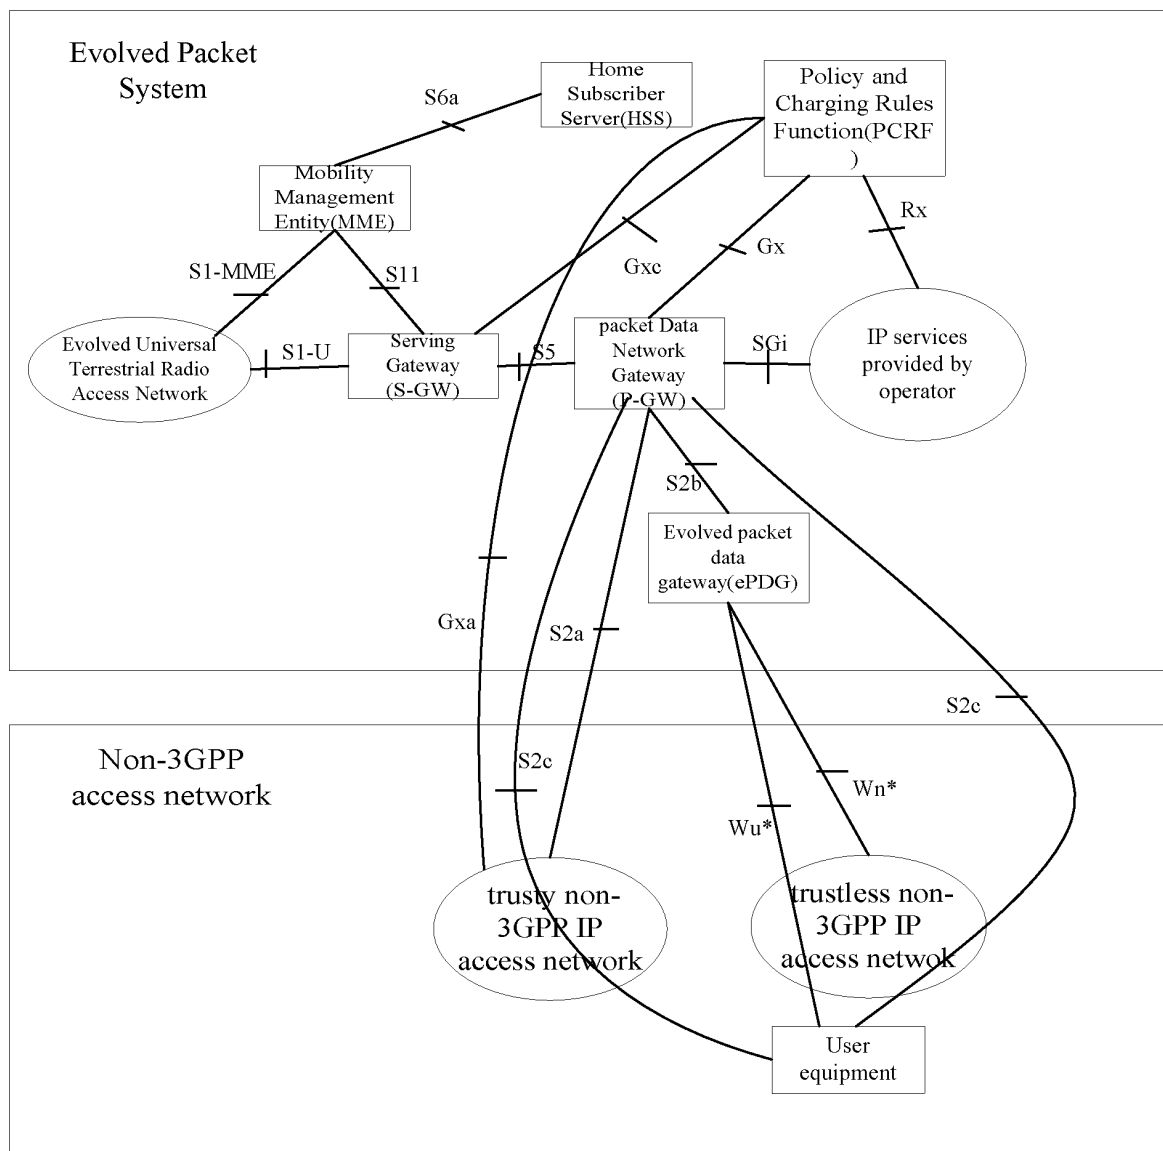 Evolved Packet
System
Home
Subscriber
Server(HSS)
Policy and
Charging Rules
Function(PCRF
)
S6a
Mobility
Management
Entity(MME)
Rx
Gxc
Gx
S1-MME
S11
Evolved Universal
Terrestrial Radio
Access Network
S1-U
Serving
Gateway
(S-GW)
S5
packet Data
Network
Gateway
(P-GW)
SGi
IP services
provided by
operator
S2b
Evolved packet
data
gateway(ePDG)
Gxa
S2a
S2c
Non-3GPP
access network
S2c
Wn*
Wu*
trusty non-
3GPP IP
access network
trustless non-
3GPP IP
access netwok
User
equipment